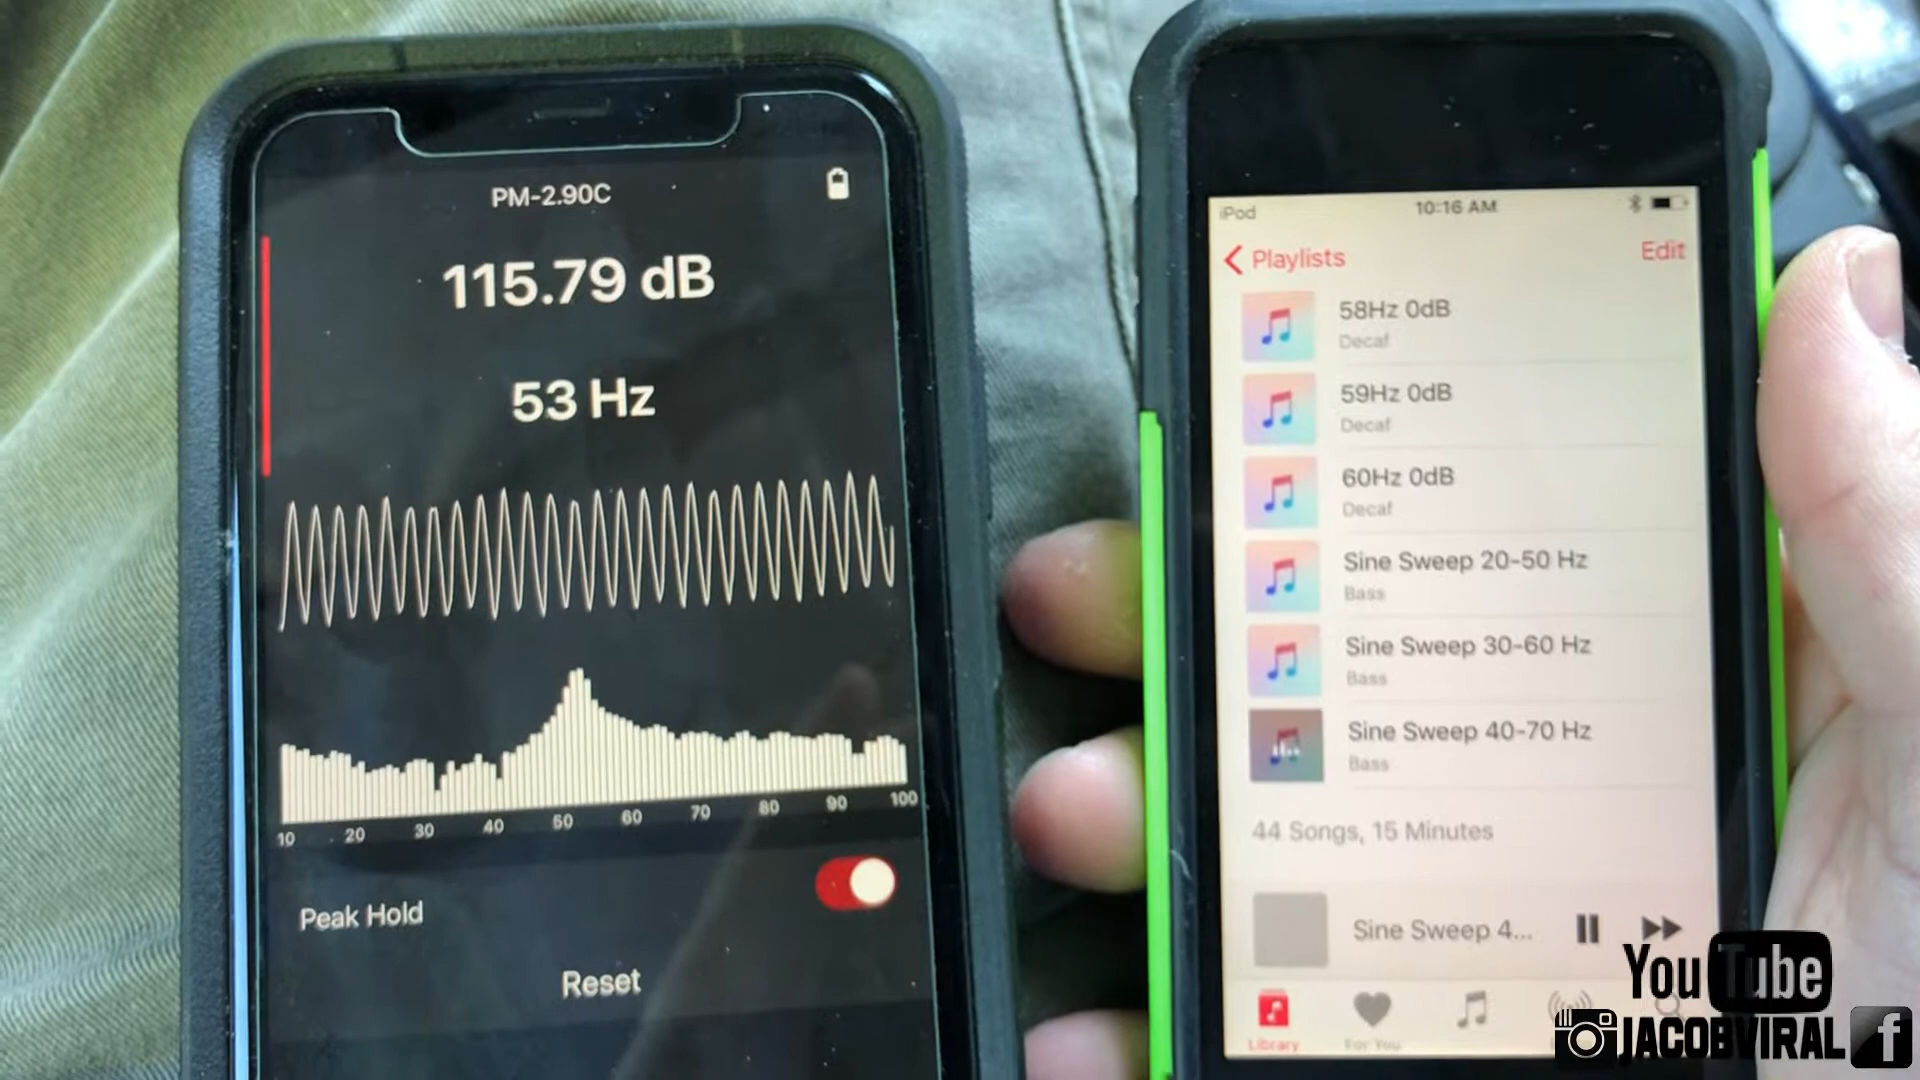 PM-2.90C
115.79 dB
53 Hz
10 20 30 40 50 60 70 80 90 100
Peak Hold
Reset
iPod 10:16 AM
Playlists Edit
58Hz 0dB
Decaf
59Hz 0dB
Decaf
60Hz 0dB
Decaf
Sine Sweep 20-50 Hz
Bass
Sine Sweep 30-60 Hz
Bass
Sine Sweep 40-70 Hz
Bass
44 Songs, 15 Minutes
Sine Sweep 4...
Library For You
YouTube
JACOBVIRAL f